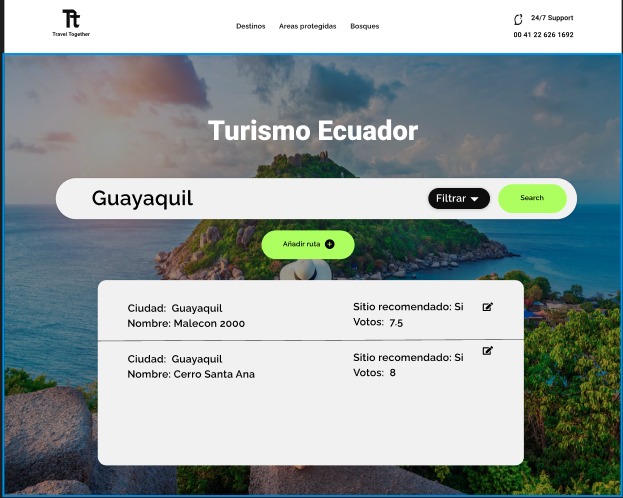 Tt
Travel Together
Destinos Areas protegidas Bosques
24/7 Support
00 41 22 626 1692
Turismo Ecuador
Guayaquil
Filtrar
Search
Añadir ruta
Ciudad: Guayaquil
Nombre: Malecon 2000
Sitio recomendado: Si
Votos: 7.5
Ciudad: Guayaquil
Nombre: Cerro Santa Ana
Sitio recomendado: Si
Votos: 8